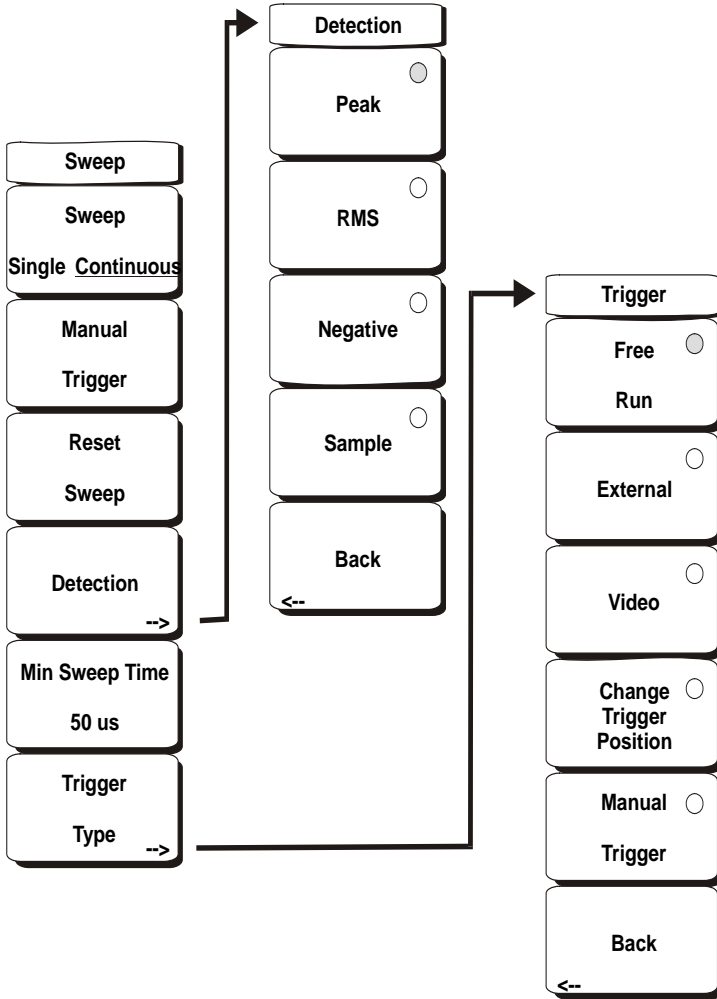 Sweep
Sweep
Single Continuous
Manual
Trigger
Reset
Sweep
Detection
-->
Min Sweep Time
50 us
Trigger
Type -->
Detection
Peak
RMS
Negative
Sample
Back
<--
Trigger
Free
Run
External
Video
Change
Trigger
Position
Manual
Trigger
Back
<--